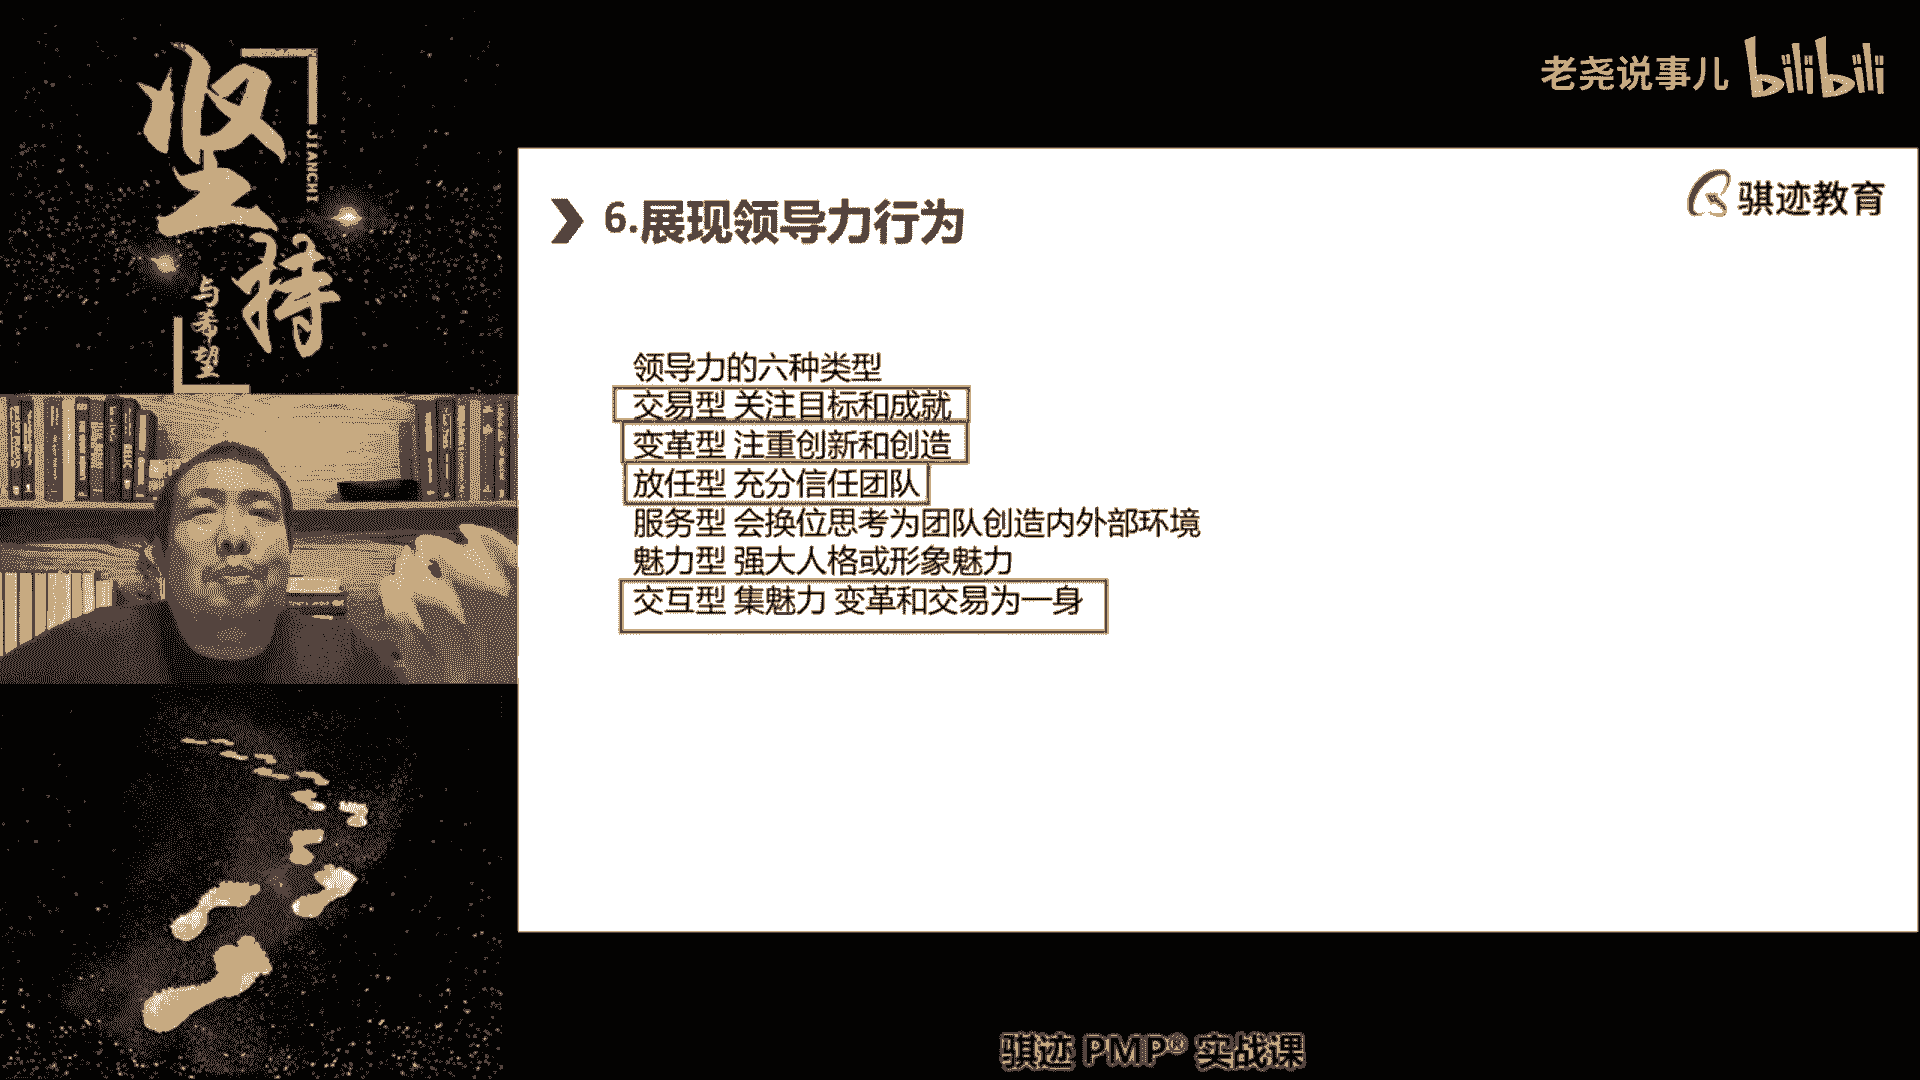 坚持
JIANCHI
与希望
老尧说事儿 bilibili
骐迹教育
6.展现领导力行为
领导力的六种类型
交易型 关注目标和成就
变革型 注重创新和创造
放任型 充分信任团队
服务型 会换位思考为团队创造内外部环境
魅力型 强大人格或形象魅力
交互型 集魅力 变革和交易为一身
骐迹 PMP® 实战课